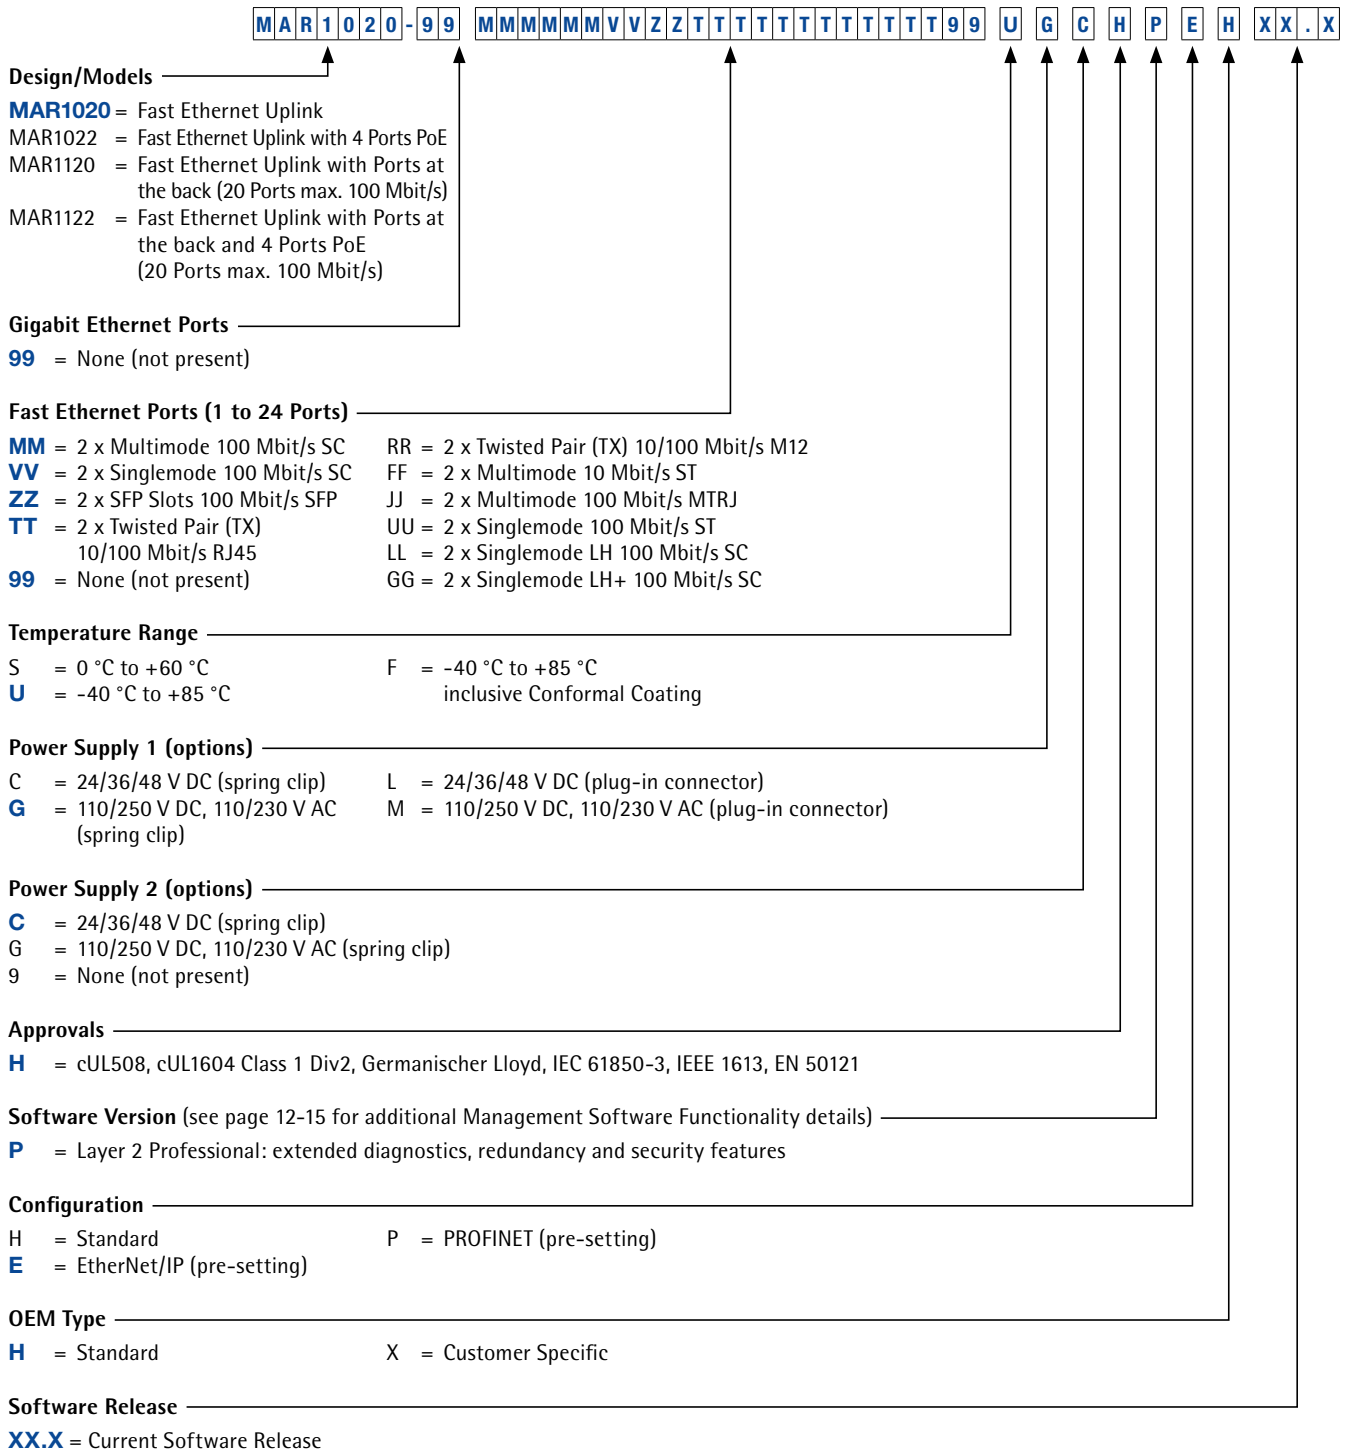 MAR1020-99 MMMMMMVVZZTTTTTTTTTTTT99 U G C H P E H XX.X
Design/Models
MAR1020 = Fast Ethernet Uplink
MAR1022 = Fast Ethernet Uplink with 4 Ports PoE
MAR1120 = Fast Ethernet Uplink with Ports at
the back (20 Ports max. 100 Mbit/s)
MAR1122 = Fast Ethernet Uplink with Ports at
the back and 4 Ports PoE
(20 Ports max. 100 Mbit/s)
Gigabit Ethernet Ports
99 = None (not present)
Fast Ethernet Ports (1 to 24 Ports)
MM = 2 x Multimode 100 Mbit/s SC
VV = 2 x Singlemode 100 Mbit/s SC
ZZ = 2 x SFP Slots 100 Mbit/s SFP
TT = 2 x Twisted Pair (TX)
10/100 Mbit/s RJ45
99 = None (not present)
RR = 2 x Twisted Pair (TX) 10/100 Mbit/s M12
FF = 2 x Multimode 10 Mbit/s ST
JJ = 2 x Multimode 100 Mbit/s MTRJ
UU = 2 x Singlemode 100 Mbit/s ST
LL = 2 x Singlemode LH 100 Mbit/s SC
GG = 2 x Singlemode LH+ 100 Mbit/s SC
Temperature Range
S = 0 °C to +60 °C
U = -40 °C to +85 °C
F = -40 °C to +85 °C
inclusive Conformal Coating
Power Supply 1 (options)
C = 24/36/48 V DC (spring clip)
G = 110/250 V DC, 110/230 V AC
(spring clip)
L = 24/36/48 V DC (plug-in connector)
M = 110/250 V DC, 110/230 V AC (plug-in connector)
Power Supply 2 (options)
C = 24/36/48 V DC (spring clip)
G = 110/250 V DC, 110/230 V AC (spring clip)
9 = None (not present)
Approvals
H = cUL508, cUL1604 Class 1 Div2, Germanischer Lloyd, IEC 61850-3, IEEE 1613, EN 50121
Software Version (see page 12-15 for additional Management Software Functionality details)
P = Layer 2 Professional: extended diagnostics, redundancy and security features
Configuration
H = Standard
E = EtherNet/IP (pre-setting)
P = PROFINET (pre-setting)
OEM Type
H = Standard
X = Customer Specific
Software Release
XX.X = Current Software Release